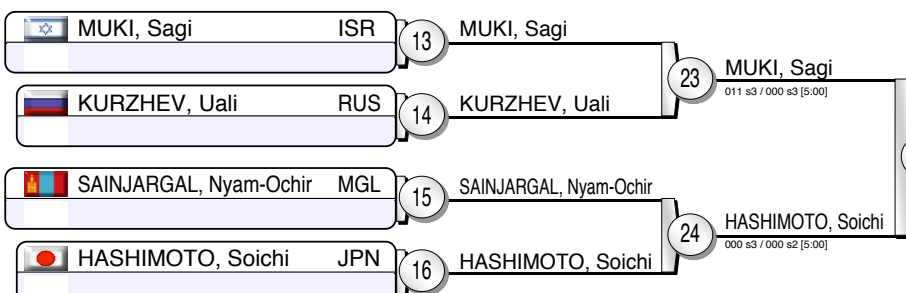 MUKI, Sagi ISR
13
MUKI, Sagi
23
MUKI, Sagi
011 s3 / 000 s3 [5:00]
KURZHEV, Uali RUS
14
KURZHEV, Uali
SAINJARGAL, Nyam-Ochir MGL
15
SAINJARGAL, Nyam-Ochir
24
HASHIMOTO, Soichi
000 s3 / 000 s2 [5:00]
HASHIMOTO, Soichi JPN
16
HASHIMOTO, Soichi